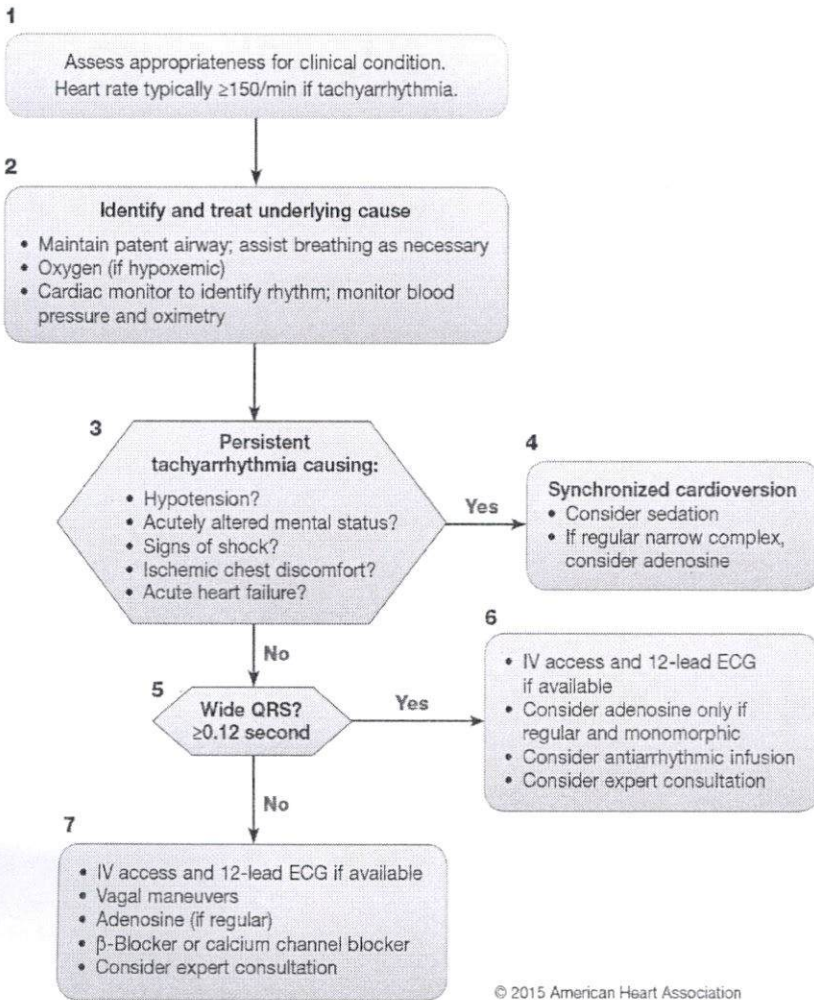 1
Assess appropriateness for clinical condition.
Heart rate typically ≥150/min if tachyarrhythmia.
2
Identify and treat underlying cause
• Maintain patent airway; assist breathing as necessary
• Oxygen (if hypoxemic)
• Cardiac monitor to identify rhythm; monitor blood
pressure and oximetry
3
Persistent
tachyarrhythmia causing:
• Hypotension?
• Acutely altered mental status?
• Signs of shock?
• Ischemic chest discomfort?
• Acute heart failure?
Yes
4
Synchronized cardioversion
• Consider sedation
• If regular narrow complex,
consider adenosine
No
5
Wide QRS?
≥0.12 second
Yes
6
• IV access and 12-lead ECG
if available
• Consider adenosine only if
regular and monomorphic
• Consider antiarrhythmic infusion
• Consider expert consultation
No
7
• IV access and 12-lead ECG if available
• Vagal maneuvers
• Adenosine (if regular)
• β-Blocker or calcium channel blocker
• Consider expert consultation
© 2015 American Heart Association